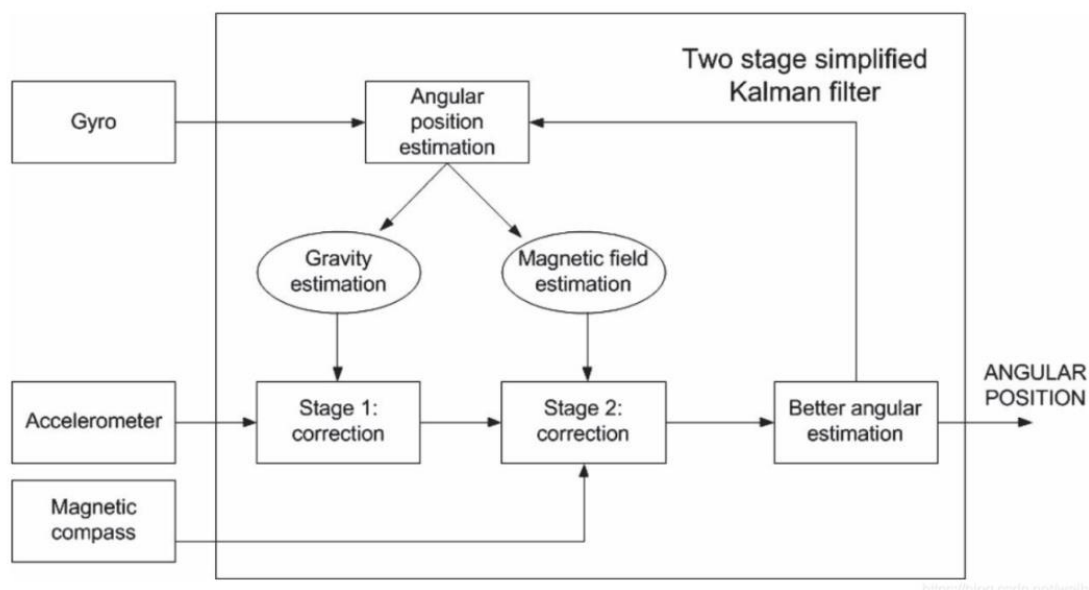 Two stage simplified
Kalman filter
Gyro
Angular
position
estimation
Gravity
estimation
Magnetic field
estimation
Accelerometer
Stage 1:
correction
Stage 2:
correction
Better angular
estimation
ANGULAR
POSITION
Magnetic
compass